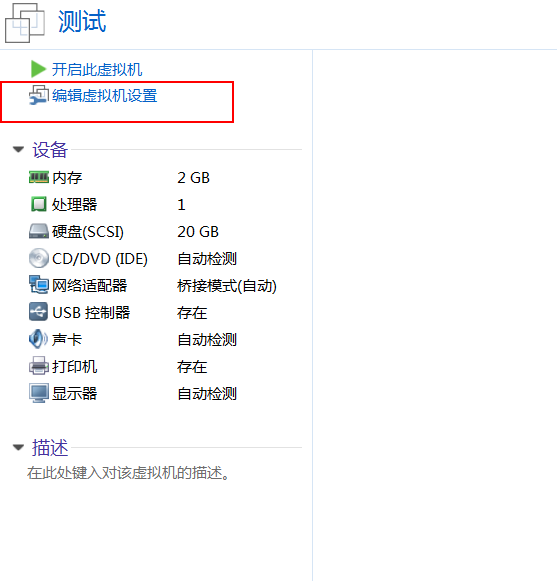 测试
开启此虚拟机
编辑虚拟机设置
设备
内存 2 GB
处理器 1
硬盘(SCSI) 20 GB
CD/DVD (IDE) 自动检测
网络适配器 桥接模式(自动)
USB 控制器 存在
声卡 自动检测
打印机 存在
显示器 自动检测
描述
在此处键入对该虚拟机的描述。